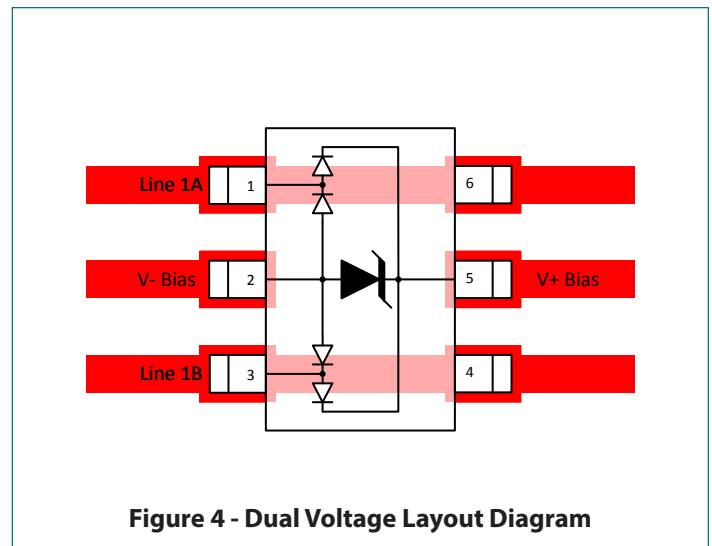 Line 1A 1 6
V- Bias 2 5 V+ Bias
Line 1B 3 4
Figure 4 - Dual Voltage Layout Diagram